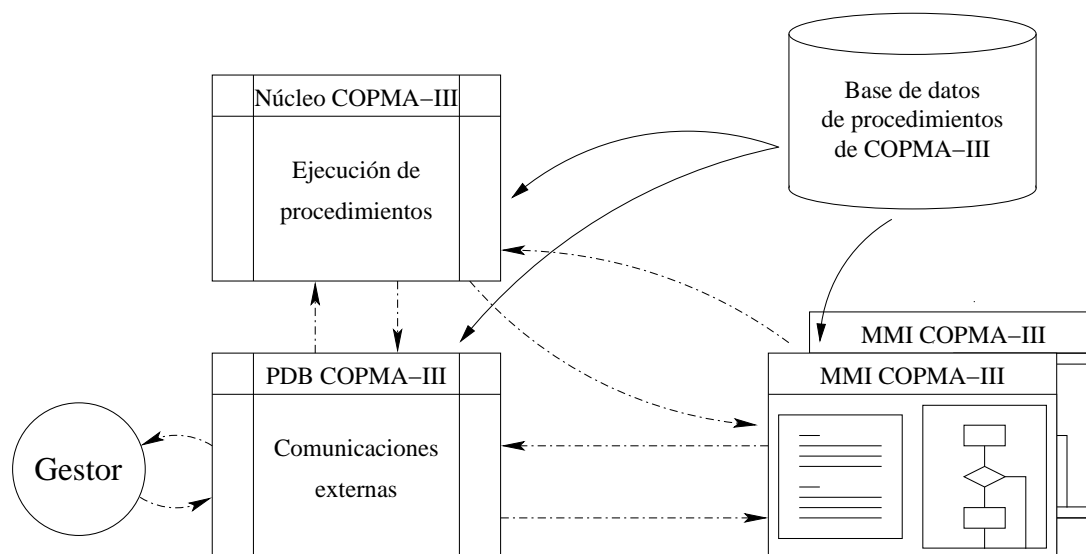 Núcleo COPMA−III
Ejecución de
procedimientos
Base de datos
de procedimientos
de COPMA−III
MMI COPMA−III
PDB COPMA−III
MMI COPMA−III
Comunicaciones
externas
Gestor